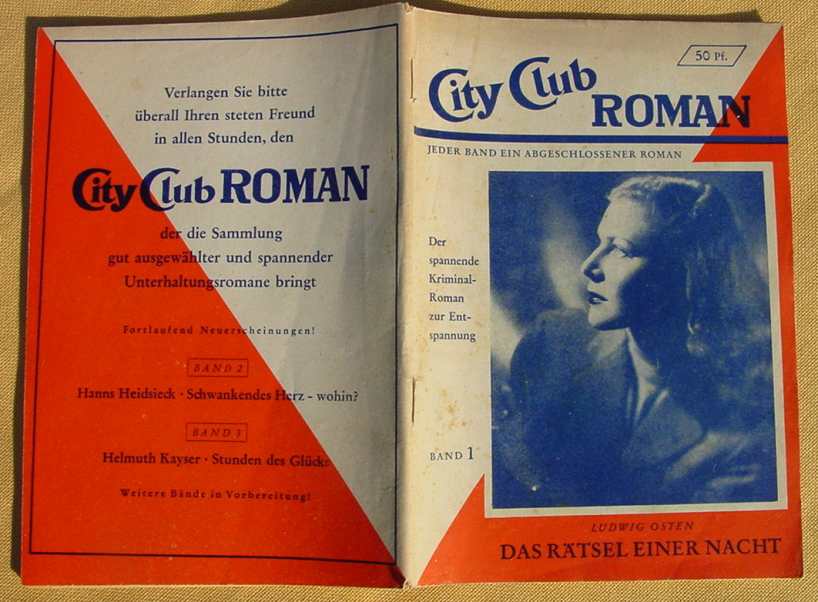 Verlangen Sie bitte
überall Ihren steten Freund
in allen Stunden, den
City Club ROMAN
der die Sammlung
gut ausgewählter und spannender
Unterhaltungsromane bringt
Fortlaufend Neuerscheinungen!
BAND 2
Hanns Heidsieck · Schwankendes Herz - wohin?
BAND 3
Helmuth Kayser · Stunden des Glücks
Weitere Bände in Vorbereitung!
50 Pf.
City Club
ROMAN
JEDER BAND EIN ABGESCHLOSSENER ROMAN
Der
spannende
Kriminal-
Roman
zur Ent-
spannung
BAND 1
LUDWIG OSTEN
DAS RÄTSEL EINER NACHT